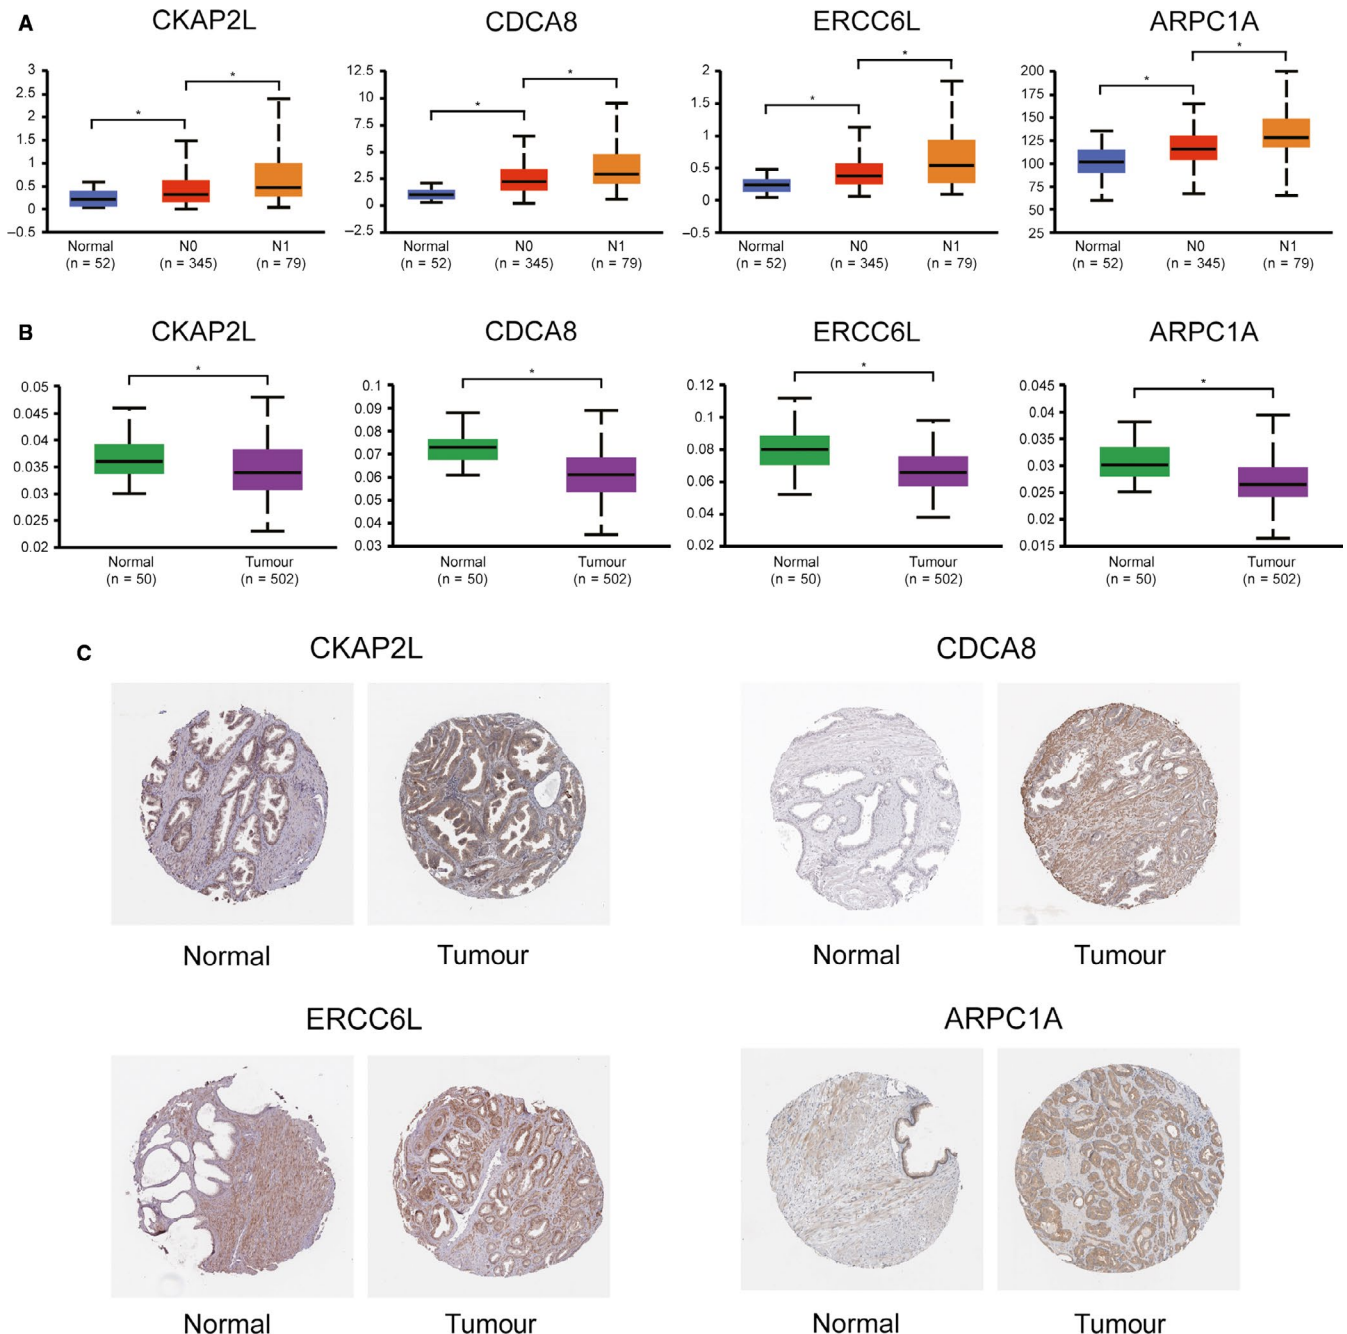 A
CKAP2L
CDCA8
ERCC6L
ARPC1A
3
2.5
2
1.5
1
0.5
0
−0.5
*
*
Normal
(n = 52)
N0
(n = 345)
N1
(n = 79)
12.5
10
7.5
5
2.5
0
−2.5
*
*
Normal
(n = 52)
N0
(n = 345)
N1
(n = 79)
2
1.5
1
0.5
0
−0.5
*
*
Normal
(n = 52)
N0
(n = 345)
N1
(n = 79)
200
175
150
125
100
75
50
25
*
*
Normal
(n = 52)
N0
(n = 345)
N1
(n = 79)
B
CKAP2L
CDCA8
ERCC6L
ARPC1A
0.05
0.045
0.04
0.035
0.03
0.025
0.02
*
Normal
(n = 50)
Tumour
(n = 502)
0.1
0.09
0.08
0.07
0.06
0.05
0.04
0.03
*
Normal
(n = 50)
Tumour
(n = 502)
0.12
0.1
0.08
0.06
0.04
0.02
*
Normal
(n = 50)
Tumour
(n = 502)
0.045
0.04
0.035
0.03
0.025
0.02
0.015
*
Normal
(n = 50)
Tumour
(n = 502)
C
CKAP2L
CDCA8
Normal
Tumour
Normal
Tumour
ERCC6L
ARPC1A
Normal
Tumour
Normal
Tumour